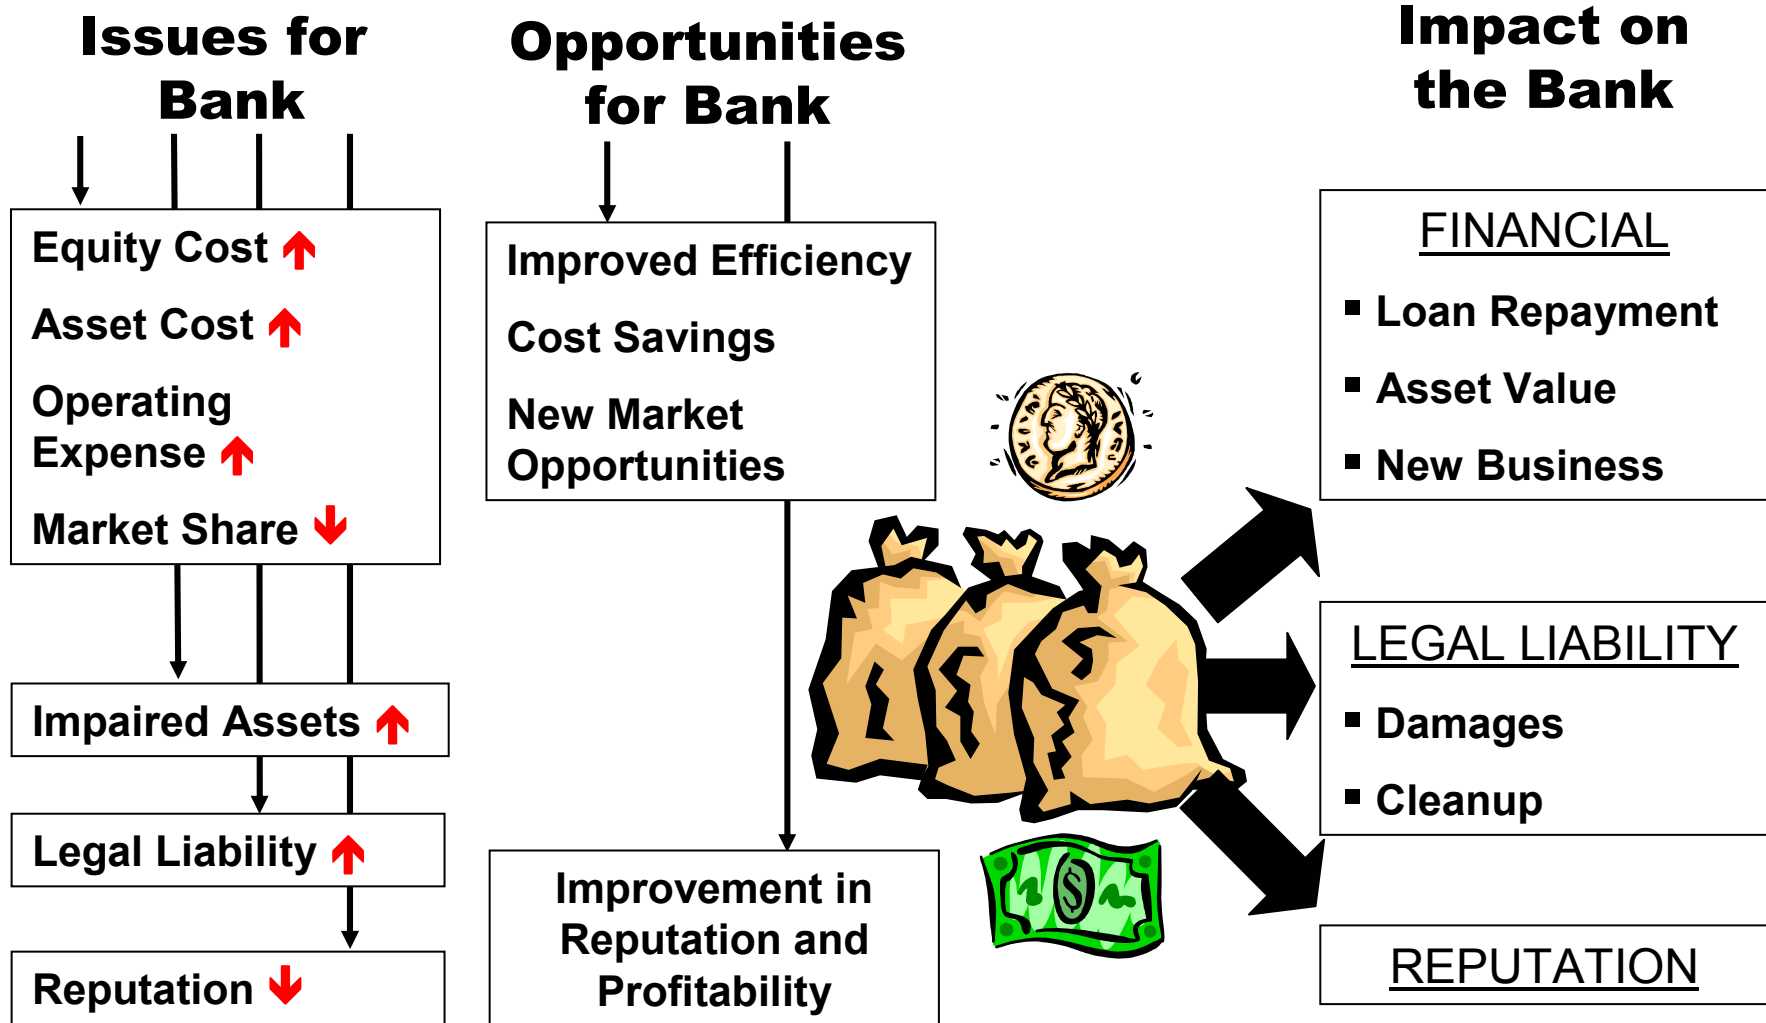 Issues for
Bank
Equity Cost ↑
Asset Cost ↑
Operating
Expense ↑
Market Share ↓
Impaired Assets ↑
Legal Liability ↑
Reputation ↓
Opportunities
for Bank
Improved Efficiency
Cost Savings
New Market
Opportunities
Improvement in
Reputation and
Profitability
$
Impact on
the Bank
FINANCIAL
▪ Loan Repayment
▪ Asset Value
▪ New Business
LEGAL LIABILITY
▪ Damages
▪ Cleanup
REPUTATION